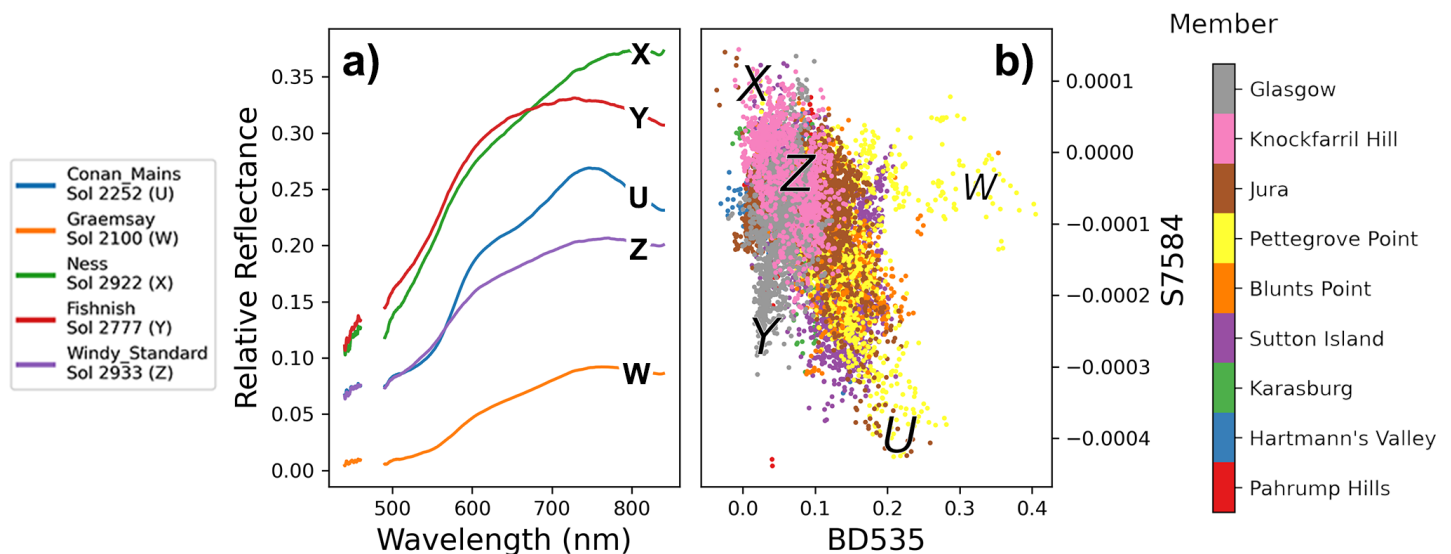 Conan_Mains
Sol 2252 (U)
Graemsay
Sol 2100 (W)
Ness
Sol 2922 (X)
Fishnish
Sol 2777 (Y)
Windy_Standard
Sol 2933 (Z)
a)
X
Y
U
Z
W
0.35
0.30
0.25
0.20
0.15
0.10
0.05
0.00
Relative Reflectance
500
600
700
800
Wavelength (nm)
b)
X
Z
W
Y
U
0.0001
0.0000
−0.0001
−0.0002
−0.0003
−0.0004
S7584
0.0
0.1
0.2
0.3
0.4
BD535
Member
Glasgow
Knockfarril Hill
Jura
Pettegrove Point
Blunts Point
Sutton Island
Karasburg
Hartmann's Valley
Pahrump Hills